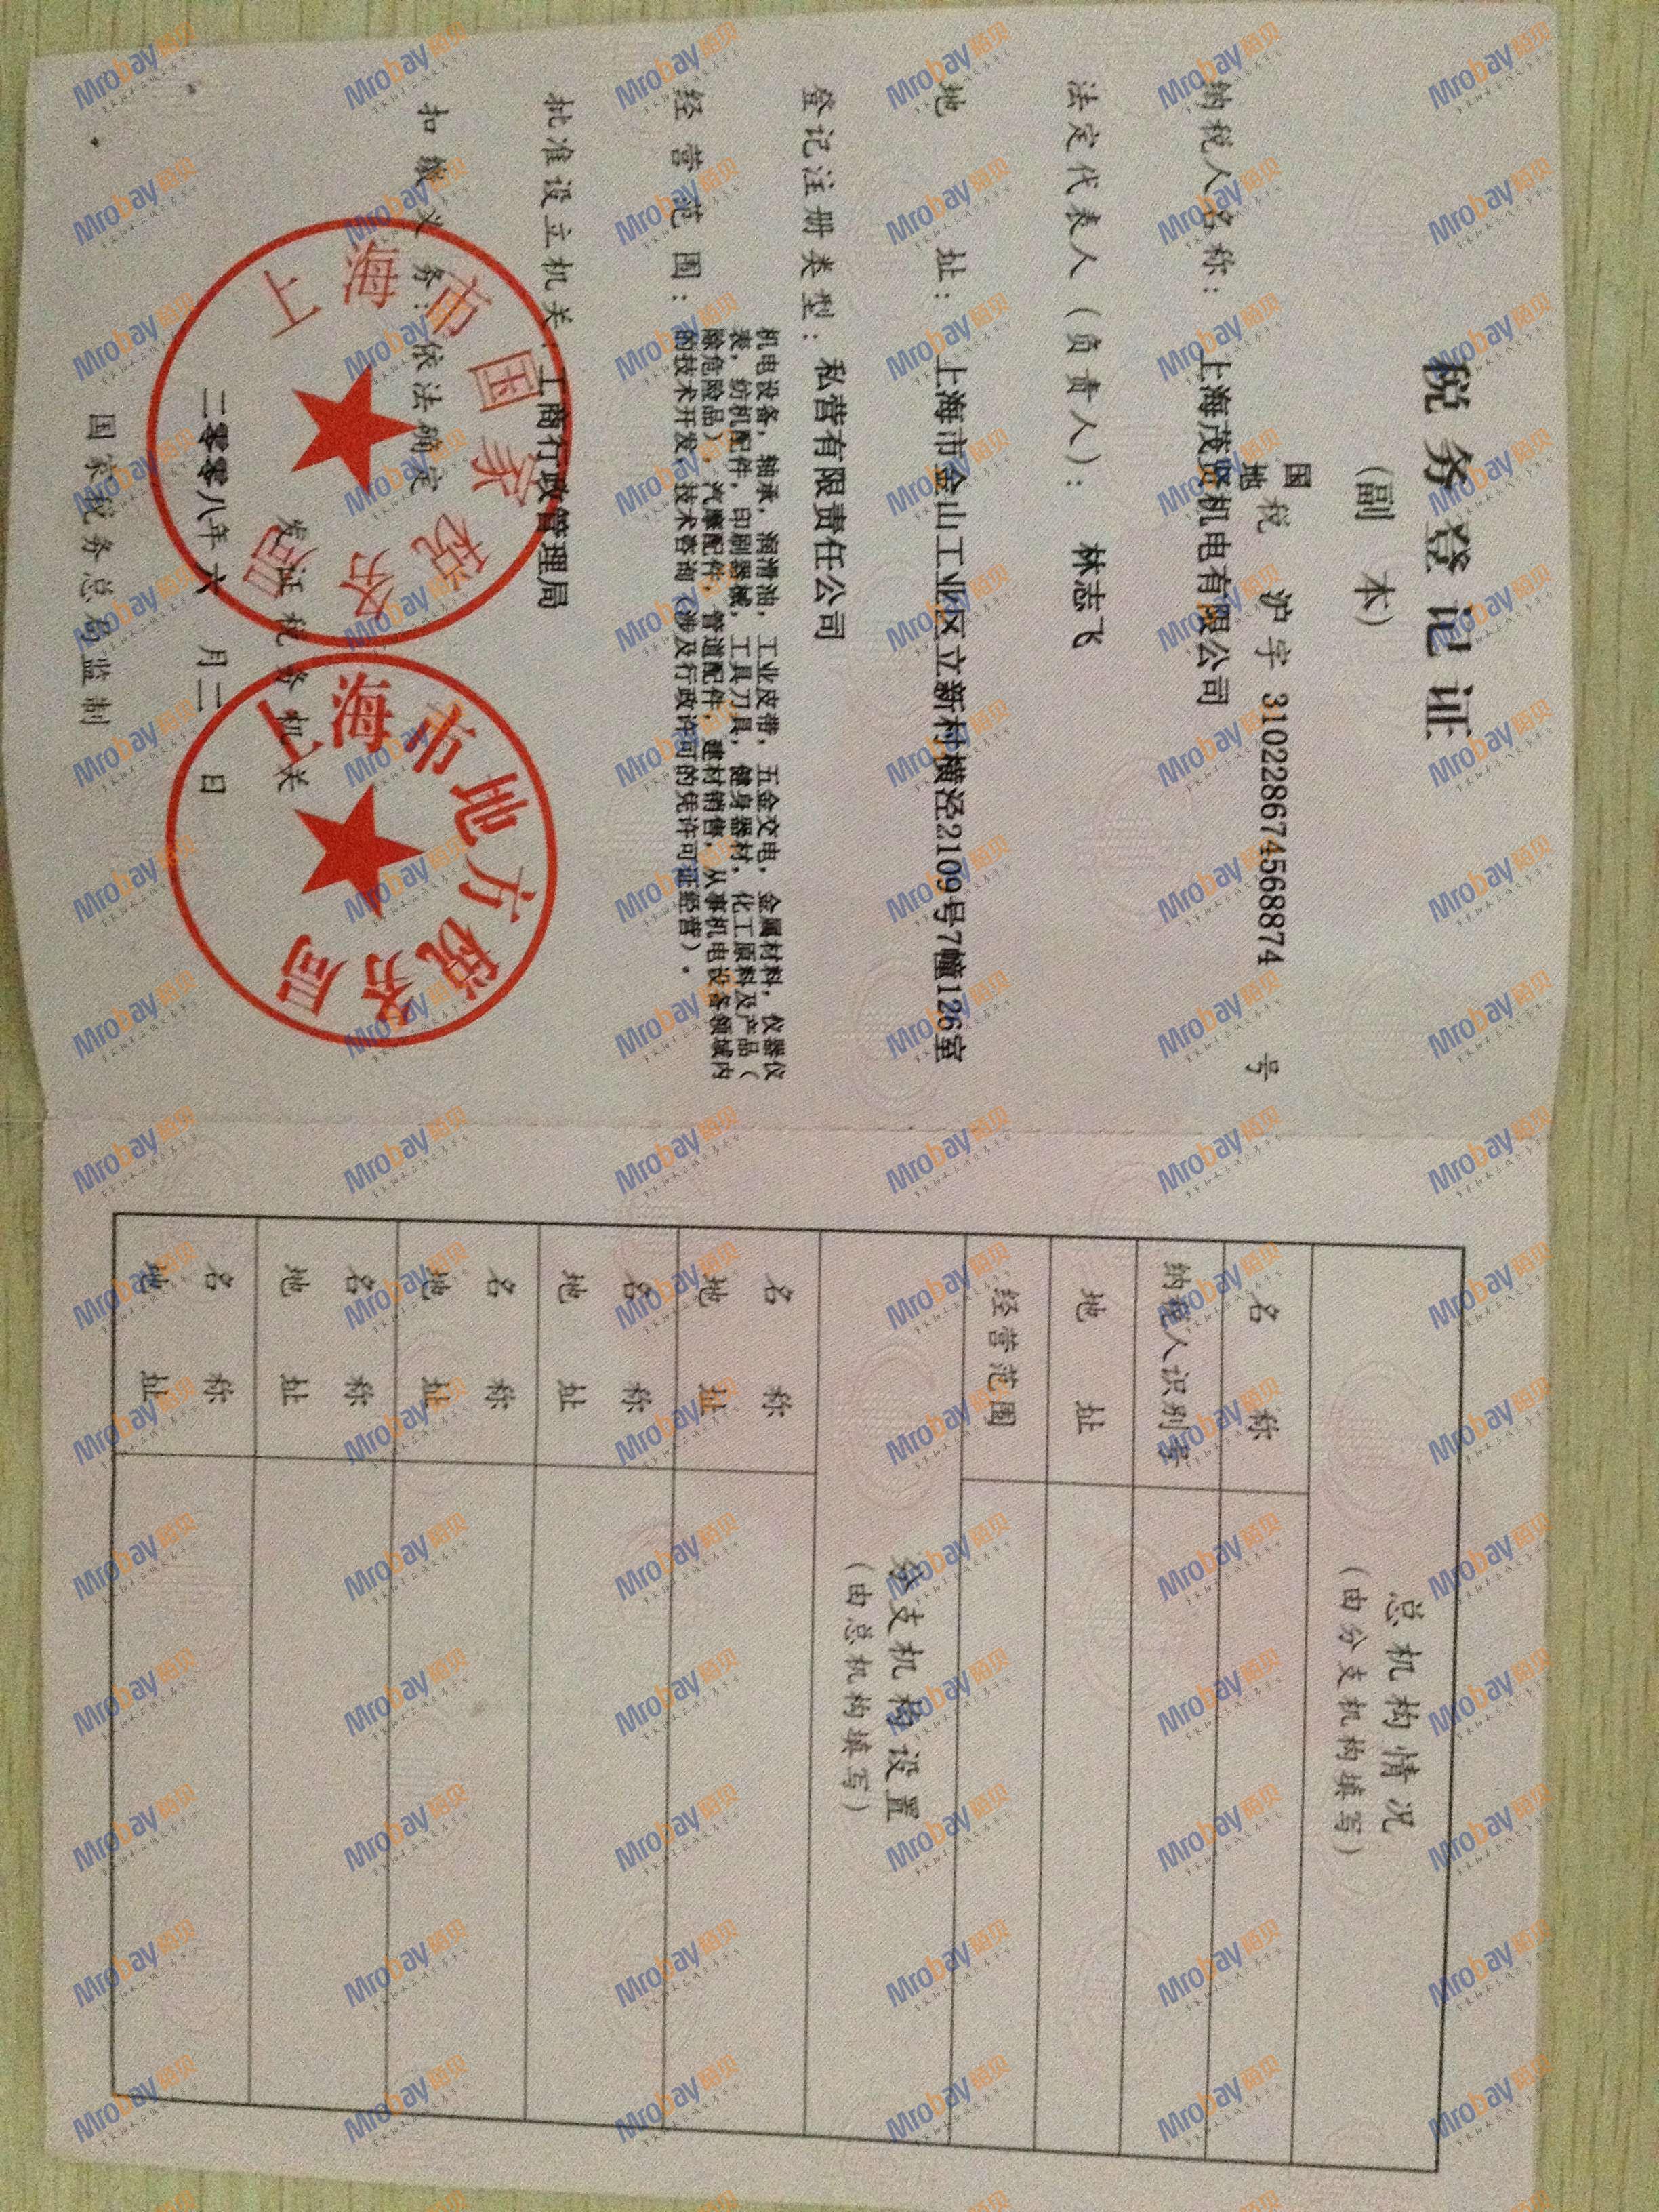 税务登记证
（副 本）
国
地 税 沪 字 310228674568874 号
纳税人名称：上海茂贤机电有限公司
法定代表人（负责人）：林志飞
地 址：上海市金山工业区立新村横泾2109号7幢126室
登记注册类型：私营有限责任公司
经 营 范 围：机电设备，轴承，润滑油，工业皮带，五金交电，金属材料，仪器仪
表，纺机配件，印刷器械，工具刀具，健身器材，化工原料及产品（
除危险品），汽摩配件，管道配件，建材销售，从事机电设备领域内
的技术开发，技术咨询（涉及行政许可的凭许可证经营）。
批准设立机关：工商行政管理局
扣 缴 义 务：依法确定
发证税务机关
二零零八年 六 月二 日
国家税务总局监制
上海市国家税务局
上海市地方税务局
总机构情况
（由分支机构填写）
名 称
纳税人识别号
地 址
经营范围
分支机构设置
（由总机构填写）
名 称
地 址
名 称
地 址
名 称
地 址
名 称
地 址
名 称
地 址
Mrobay陌贝